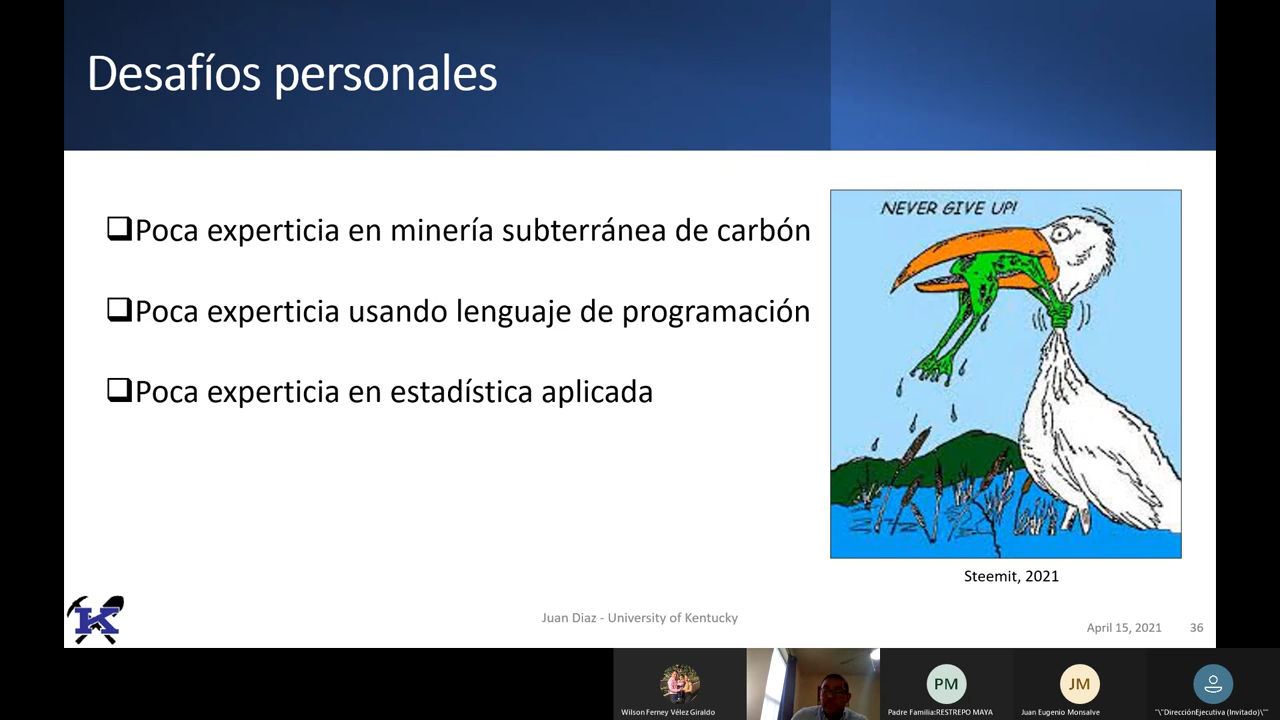 Desafíos personales
❑Poca experticia en minería subterránea de carbón
❑Poca experticia usando lenguaje de programación
❑Poca experticia en estadística aplicada
NEVER GIVE UP!
Steemit, 2021
K
Juan Diaz - University of Kentucky
April 15, 2021 36
Wilson Ferney Vélez Giraldo
PM
Padre Familia:RESTREPO MAYA
JM
Juan Eugenio Monsalve
"\"DirecciónEjecutiva (Invitado)\""